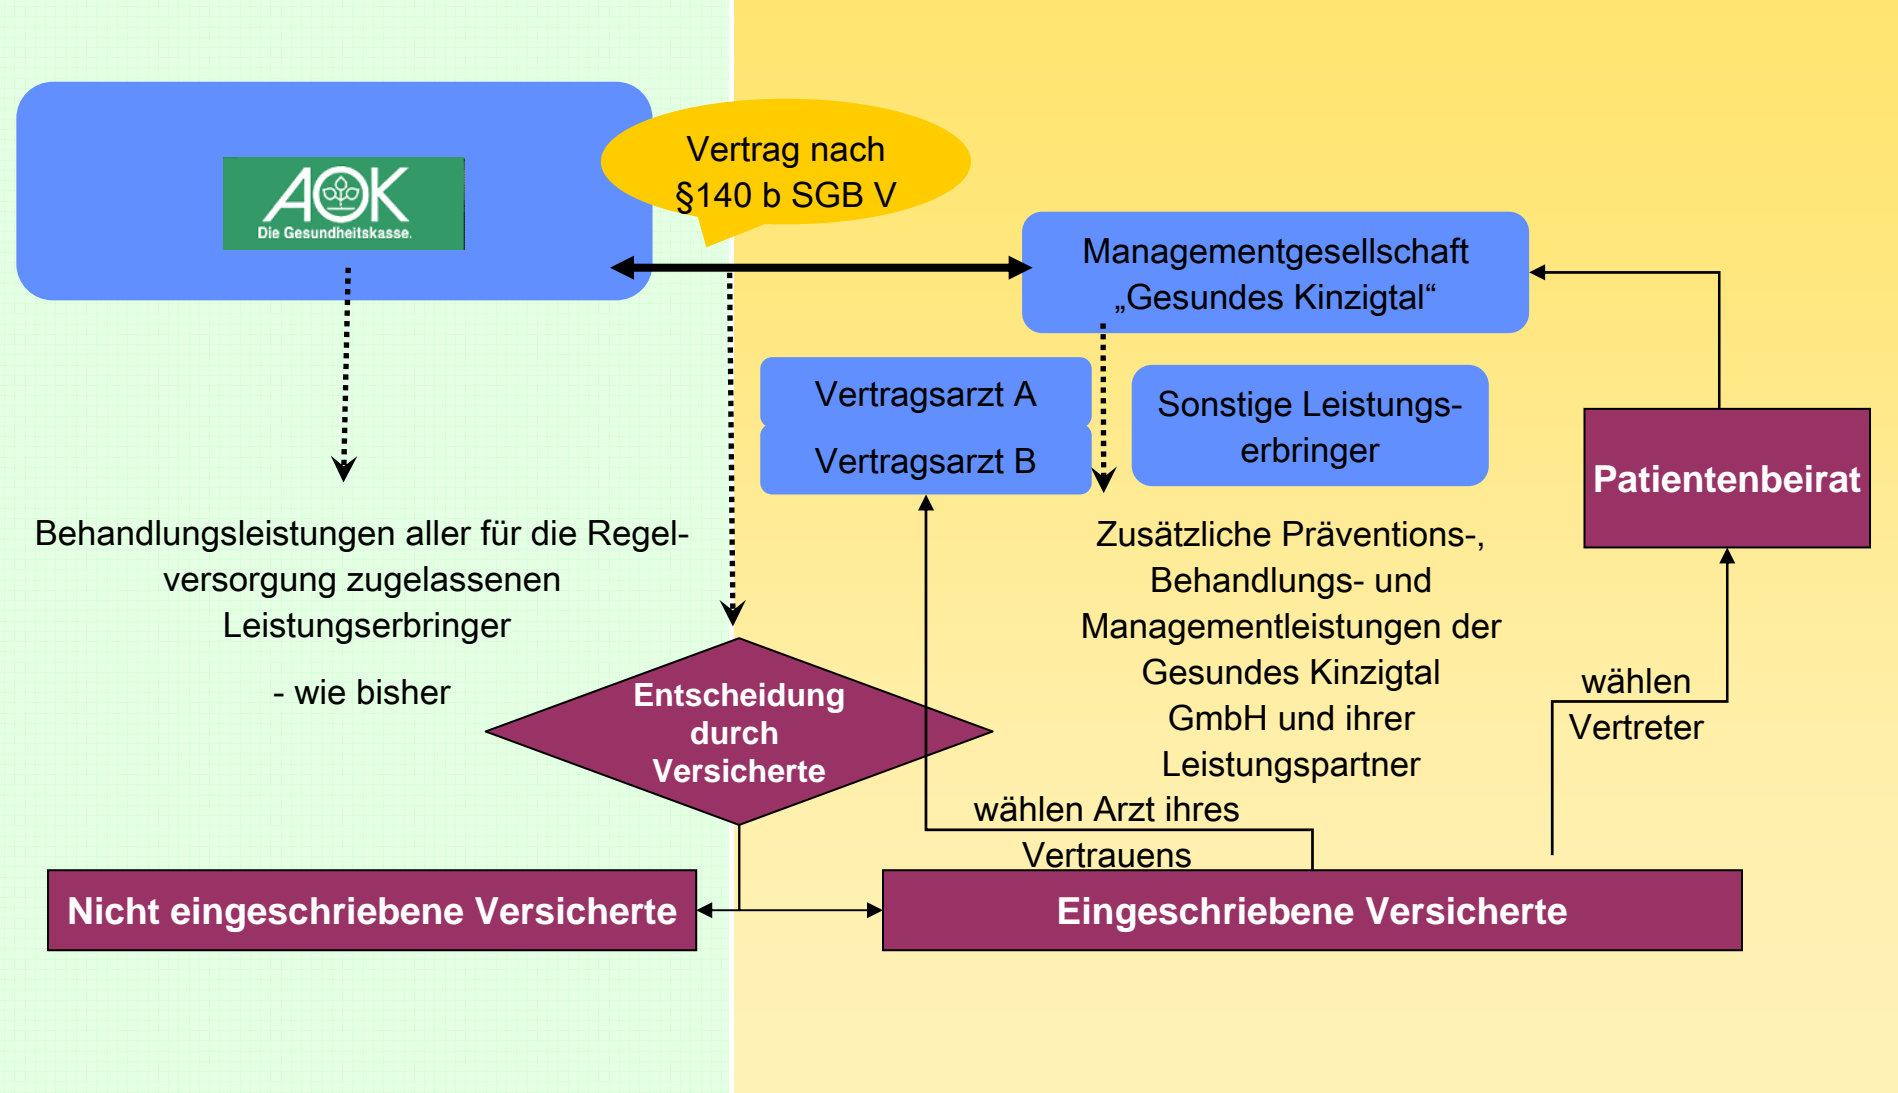 Vertrag nach
§140 b SGB V
AOK
Die Gesundheitskasse.
Managementgesellschaft
„Gesundes Kinzigtal“
Vertragsarzt A
Vertragsarzt B
Sonstige Leistungs-
erbringer
Patientenbeirat
Behandlungsleistungen aller für die Regel-
versorgung zugelassenen
Leistungserbringer
- wie bisher
Zusätzliche Präventions-,
Behandlungs- und
Managementleistungen der
Gesundes Kinzigtal
GmbH und ihrer
Leistungspartner
Entscheidung
durch
Versicherte
wählen
Vertreter
wählen Arzt ihres
Vertrauens
Nicht eingeschriebene Versicherte
Eingeschriebene Versicherte